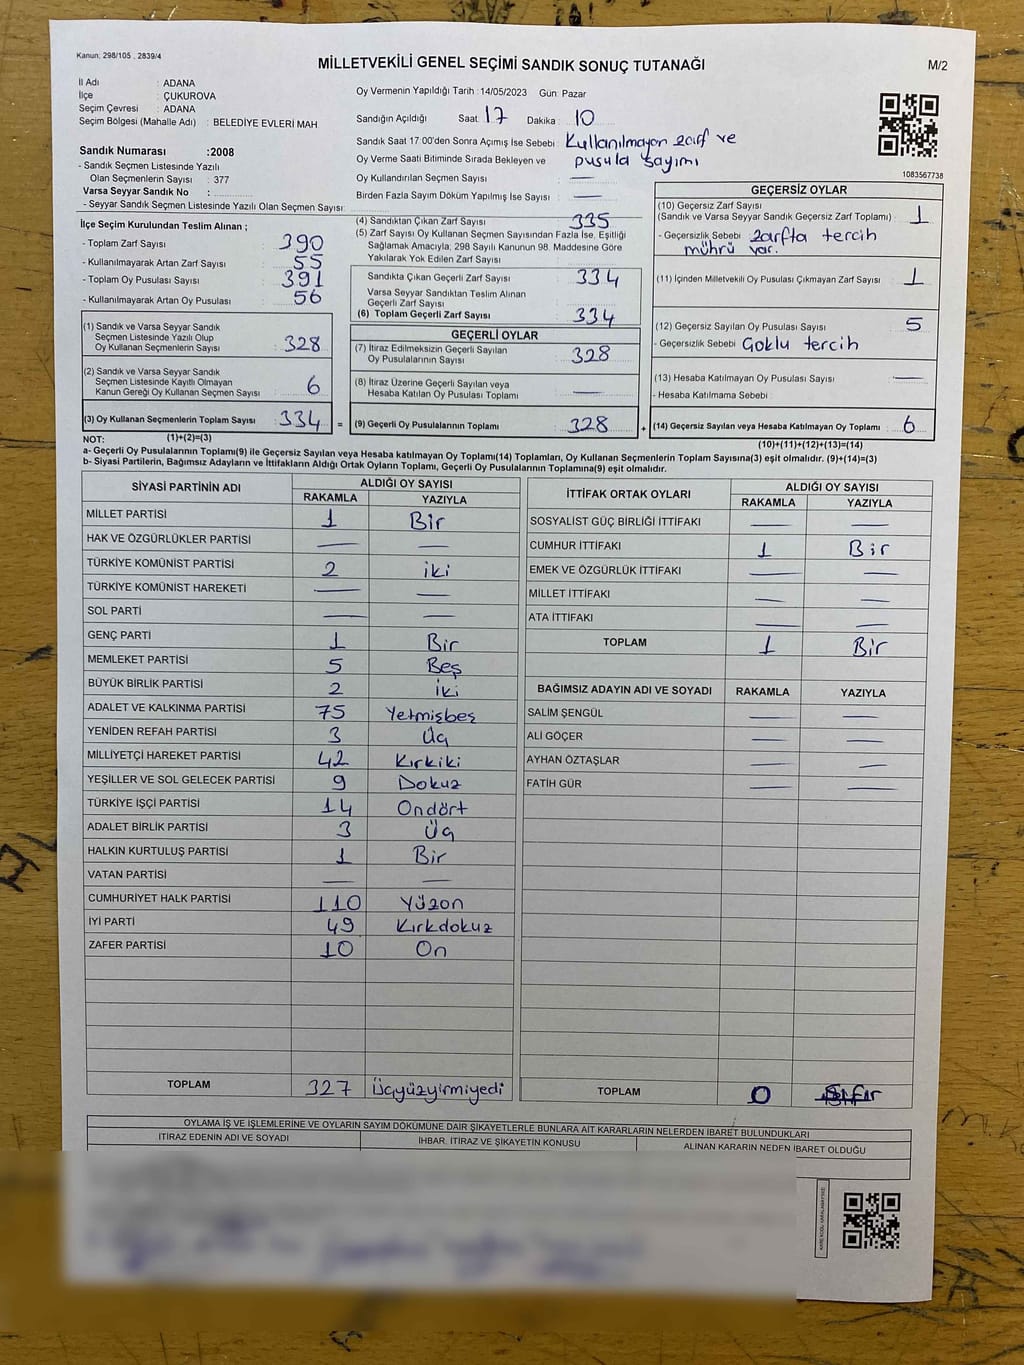 Kanun; 298/105 , 2839/4
MİLLETVEKİLİ GENEL SEÇİMİ SANDIK SONUÇ TUTANAĞI
M/2
İl Adı : ADANA
İlçe : ÇUKUROVA
Seçim Çevresi : ADANA
Seçim Bölgesi (Mahalle Adı) : BELEDİYE EVLERİ MAH
Sandık Numarası :2008
- Sandık Seçmen Listesinde Yazılı
Olan Seçmenlerin Sayısı : 377
Varsa Seyyar Sandık No :
- Seyyar Sandık Seçmen Listesinde Yazılı Olan Seçmen Sayısı:
Oy Vermenin Yapıldığı Tarih :14/05/2023 Gün: Pazar
Sandığın Açıldığı Saat 17 Dakika : 10
Sandık Saat 17 00'den Sonra Açımış İse Sebebi Kullanılmayan zarf ve
Oy Verme Saati Bitiminde Sırada Bekleyen ve pusula sayımı
Oy Kullandırılan Seçmen Sayısı : —
Birden Fazla Sayım Döküm Yapılmış İse Sayısı : —
1083567738
İlçe Seçim Kurulundan Teslim Alınan ;
- Toplam Zarf Sayısı : 390
- Kullanılmayarak Artan Zarf Sayısı : 55
- Toplam Oy Pusulası Sayısı : 391
- Kullanılmayarak Artan Oy Pusulası : 56
(4) Sandıktan Çıkan Zarf Sayısı : 335
(5) Zarf Sayısı Oy Kullanan Seçmen Sayısından Fazla İse, Eşitliği
Sağlamak Amacıyla; 298 Sayılı Kanunun 98. Maddesine Göre
Yakılarak Yok Edilen Zarf Sayısı :
Sandıkta Çıkan Geçerli Zarf Sayısı : 334
Varsa Seyyar Sandıktan Teslim Alınan
Geçerli Zarf Sayısı
(6) Toplam Geçerli Zarf Sayısı : 334
GEÇERSİZ OYLAR
(10) Geçersiz Zarf Sayısı
(Sandık ve Varsa Seyyar Sandık Geçersiz Zarf Toplamı) : 1
- Geçersizlik Sebebi : zarfta tercih
mührü var.
(11) İçinden Milletvekili Oy Pusulası Çıkmayan Zarf Sayısı : 1
(12) Geçersiz Sayılan Oy Pusulası Sayısı : 5
- Geçersizlik Sebebi Çoklu tercih
(13) Hesaba Katılmayan Oy Pusulası Sayısı : —
- Hesaba Katılmama Sebebi :
(14) Geçersiz Sayılan veya Hesaba Katılmayan Oy Toplamı : 6
(1) Sandık ve Varsa Seyyar Sandık
Seçmen Listesinde Yazılı Olup
Oy Kullanan Seçmenlerin Sayısı : 328
(2) Sandık ve Varsa Seyyar Sandık
Seçmen Listesinde Kayıtlı Olmayan
Kanun Gereği Oy Kullanan Seçmen Sayısı : 6
(3) Oy Kullanan Seçmenlerin Toplam Sayısı : 334 =
GEÇERLİ OYLAR
(7) İtiraz Edilmeksizin Geçerli Sayılan
Oy Pusulalarının Sayısı : 328
(8) İtiraz Üzerine Geçerli Sayılan veya
Hesaba Katılan Oy Pusulası Toplamı : —
(9) Geçerli Oy Pusulalarının Toplamı : 328 +
NOT: (1)+(2)=(3) (10)+(11)+(12)+(13)=(14)
a- Geçerli Oy Pusulalarının Toplamı(9) ile Geçersiz Sayılan veya Hesaba katılmayan Oy Toplamı(14) Toplamları, Oy Kullanan Seçmenlerin Toplam Sayısına(3) eşit olmalıdır. (9)+(14)=(3)
b- Siyasi Partilerin, Bağımsız Adayların ve İttifakların Aldığı Ortak Oyların Toplamı, Geçerli Oy Pusulalarının Toplamına(9) eşit olmalıdır.
SİYASİ PARTİNİN ADI ALDIĞI OY SAYISI
RAKAMLA YAZIYLA
MİLLET PARTİSİ 1 Bir
HAK VE ÖZGÜRLÜKLER PARTİSİ — —
TÜRKİYE KOMÜNİST PARTİSİ 2 iki
TÜRKİYE KOMÜNİST HAREKETİ — —
SOL PARTİ — —
GENÇ PARTİ 1 Bir
MEMLEKET PARTİSİ 5 Beş
BÜYÜK BİRLİK PARTİSİ 2 İki
ADALET VE KALKINMA PARTİSİ 75 Yetmişbeş
YENİDEN REFAH PARTİSİ 3 Üç
MİLLİYETÇİ HAREKET PARTİSİ 42 Kırkiki
YEŞİLLER VE SOL GELECEK PARTİSİ 9 Dokuz
TÜRKİYE İŞÇİ PARTİSİ 14 Ondört
ADALET BİRLİK PARTİSİ 3 Üç
HALKIN KURTULUŞ PARTİSİ 1 Bir
VATAN PARTİSİ — —
CUMHURİYET HALK PARTİSİ 110 Yüzon
İYİ PARTİ 49 Kırkdokuz
ZAFER PARTİSİ 10 On
TOPLAM 327 Üçyüzyirmiyedi
İTTİFAK ORTAK OYLARI ALDIĞI OY SAYISI
RAKAMLA YAZIYLA
SOSYALİST GÜÇ BİRLİĞİ İTTİFAKI — —
CUMHUR İTTİFAKI 1 Bir
EMEK VE ÖZGÜRLÜK İTTİFAKI — —
MİLLET İTTİFAKI — —
ATA İTTİFAKI — —
TOPLAM 1 Bir
BAĞIMSIZ ADAYIN ADI VE SOYADI RAKAMLA YAZIYLA
SALİM ŞENGÜL — —
ALİ GÖÇER — —
AYHAN ÖZTAŞLAR — —
FATİH GÜR — —
TOPLAM 0 Sıfır
OYLAMA İŞ VE İŞLEMLERİNE VE OYLARIN SAYIM DÖKÜMÜNE DAİR ŞİKAYETLERLE BUNLARA AİT KARARLARIN NELERDEN İBARET BULUNDUKLARI
İTİRAZ EDENİN ADI VE SOYADI İHBAR. İTİRAZ VE ŞİKAYETİN KONUSU ALINAN KARARIN NEDEN İBARET OLDUĞU